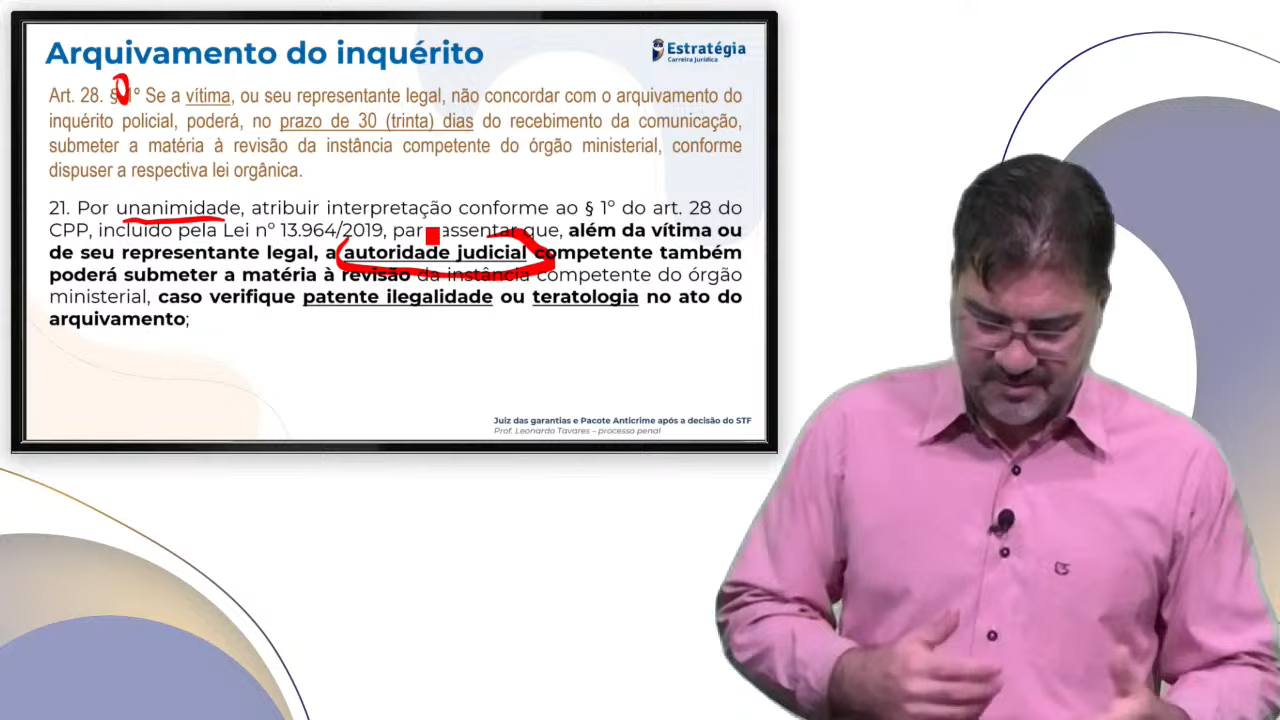 Arquivamento do inquérito
Estratégia
Carreira Jurídica
Art. 28. § 1º Se a vítima, ou seu representante legal, não concordar com o arquivamento do
inquérito policial, poderá, no prazo de 30 (trinta) dias do recebimento da comunicação,
submeter a matéria à revisão da instância competente do órgão ministerial, conforme
dispuser a respectiva lei orgânica.
21. Por unanimidade, atribuir interpretação conforme ao § 1º do art. 28 do
CPP, incluído pela Lei nº 13.964/2019, par assentar que, além da vítima ou
de seu representante legal, a autoridade judicial competente também
poderá submeter a matéria à revisão da instância competente do órgão
ministerial, caso verifique patente ilegalidade ou teratologia no ato do
arquivamento;
Juiz das garantias e Pacote Anticrime após a decisão do STF
Prof. Leonardo Tavares – processo penal